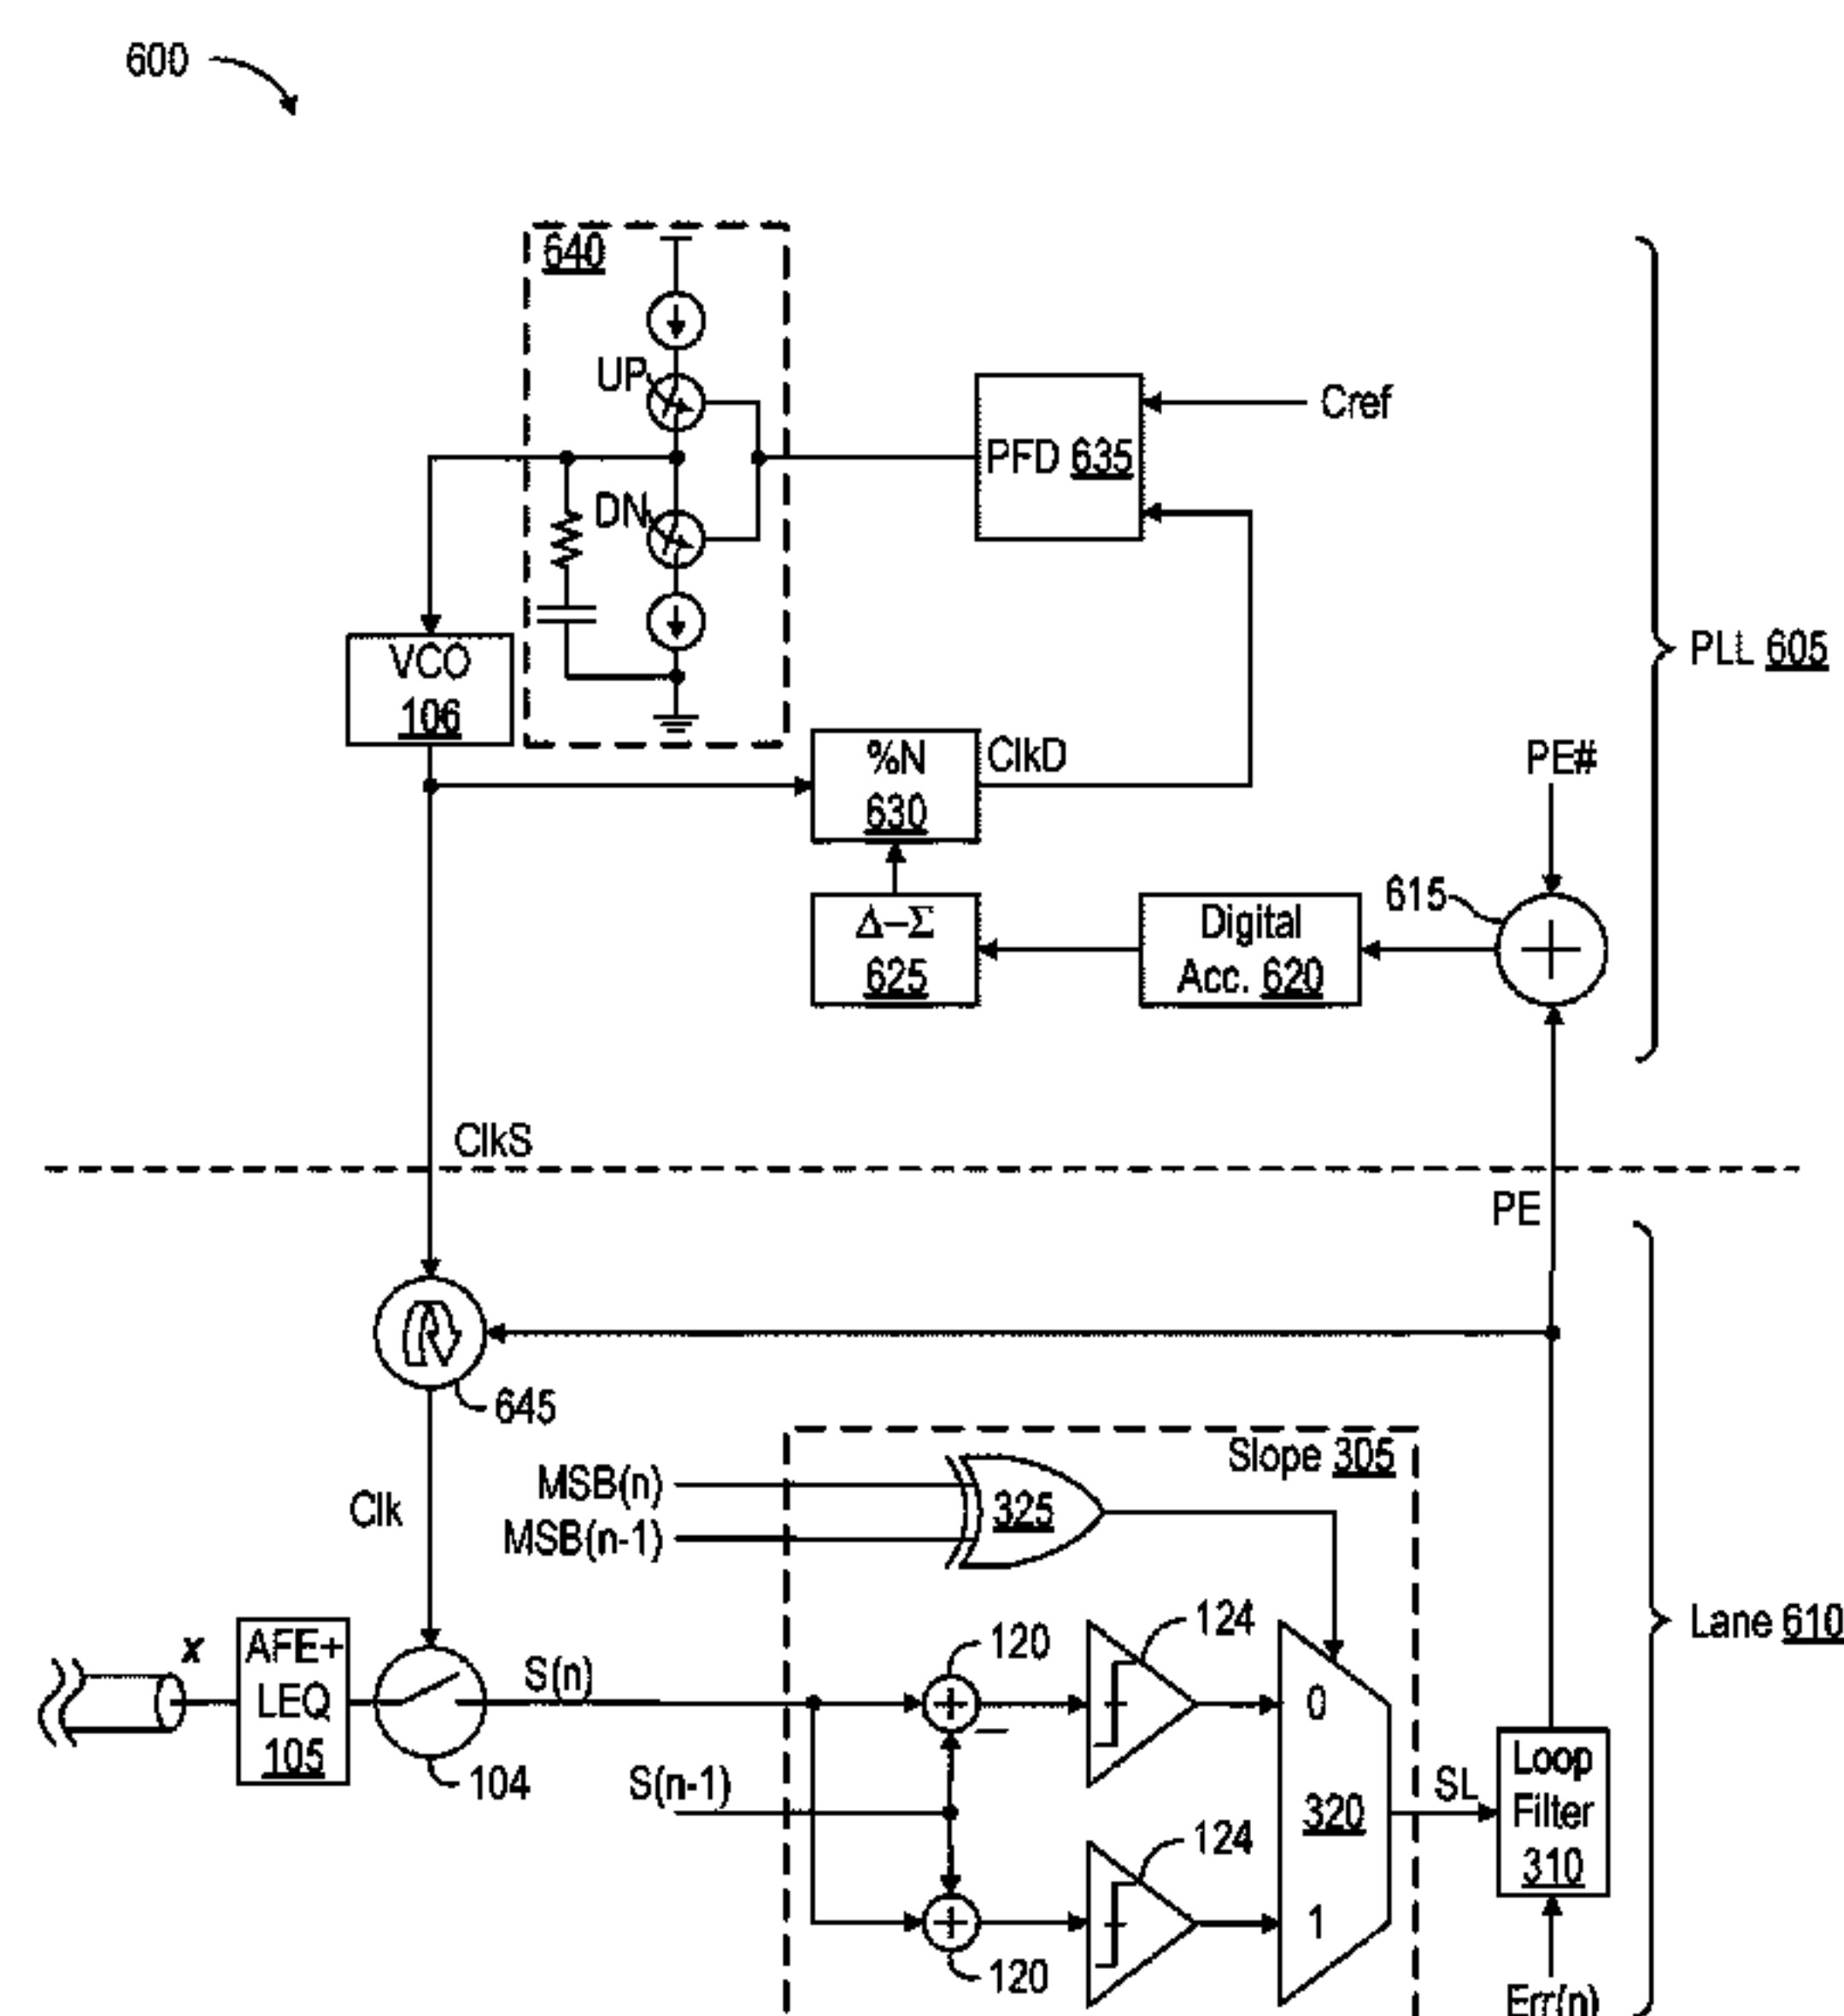 600
640
UP
DN
PFD 635
Cref
VCO
106
PLL 605
%N
630
ClkD
PE#
615
Δ–Σ
625
Digital
Acc. 620
ClkS
PE
645
Clk
Slope 305
MSB(n)
MSB(n-1)
325
x
AFE+
LEQ
105
104
S(n)
S(n-1)
120
124
0
320
1
120
124
SL
Loop
Filter
310
Err(n)
Lane 610